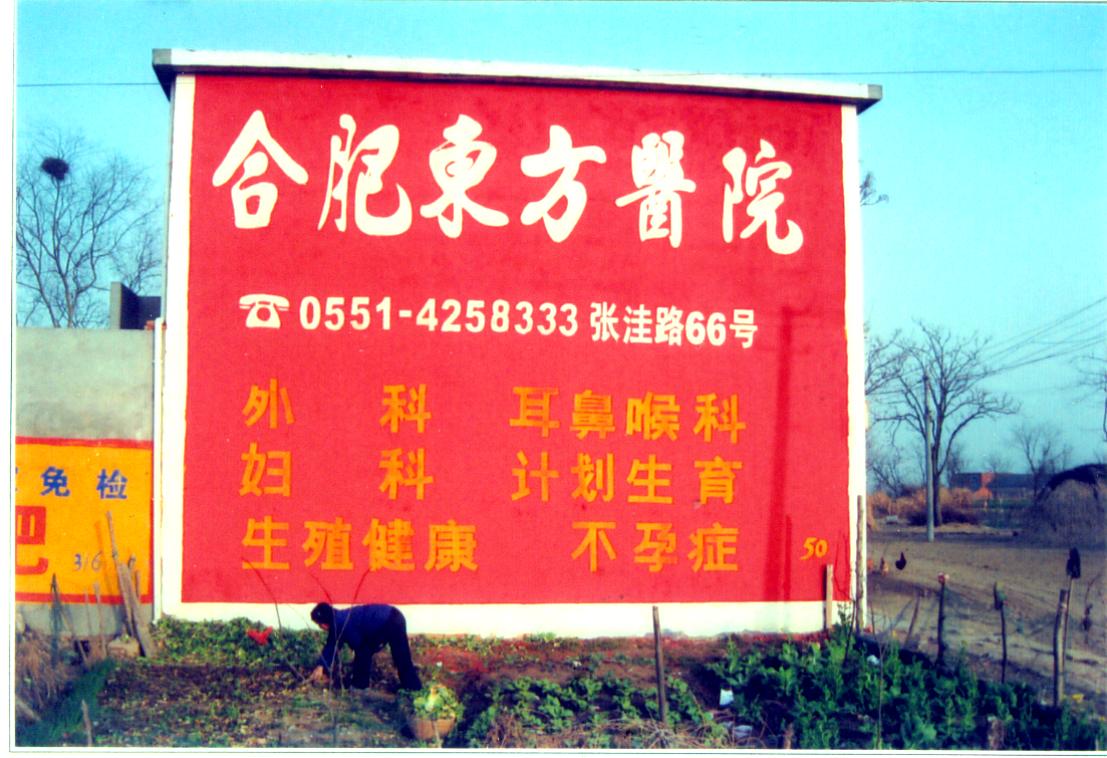 合肥東方醫院
☎0551-4258333 张洼路66号
外 科 耳鼻喉科
妇 科 计划生育
生殖健康 不孕症
50
免检
肥